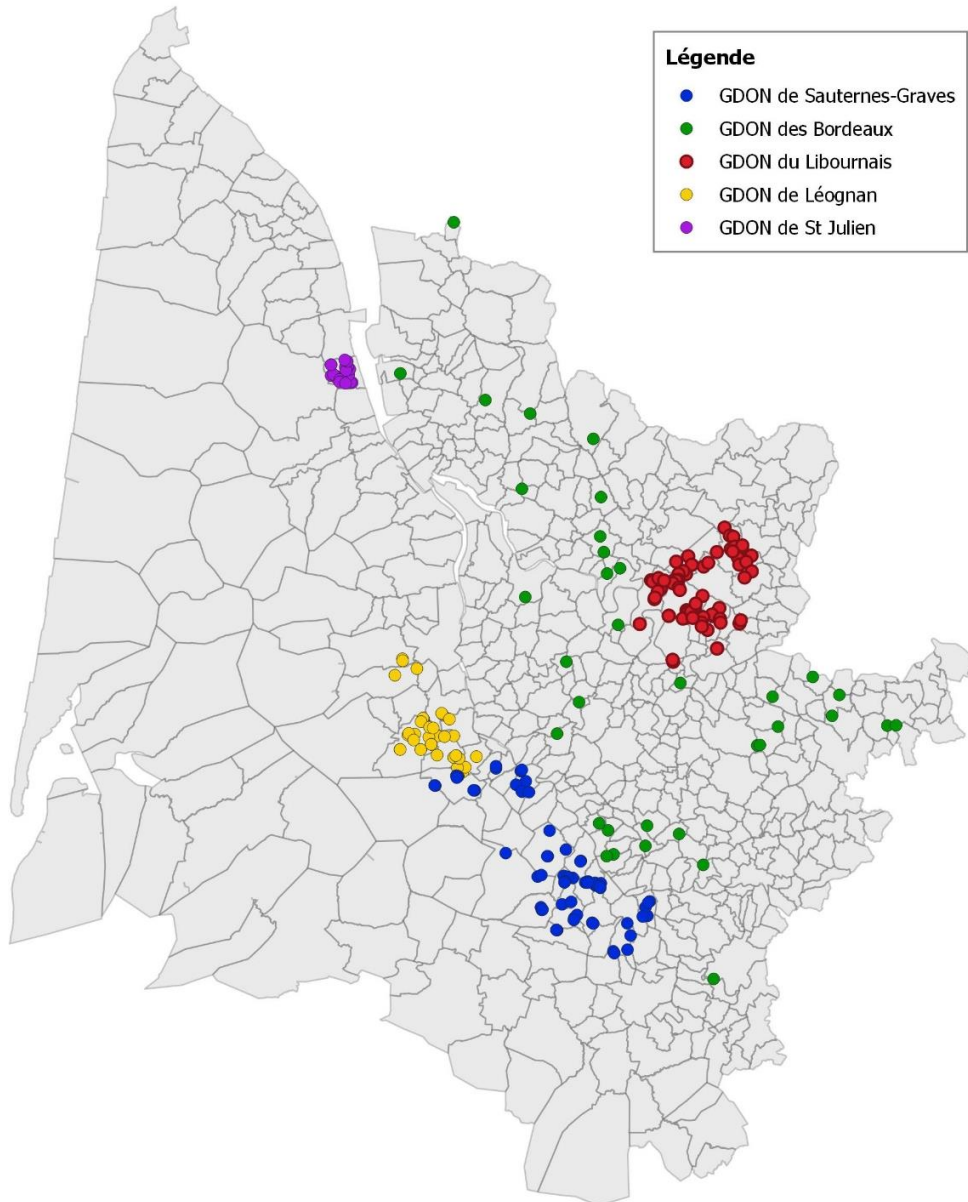 Légende
GDON de Sauternes-Graves
GDON des Bordeaux
GDON du Libournais
GDON de Léognan
GDON de St Julien